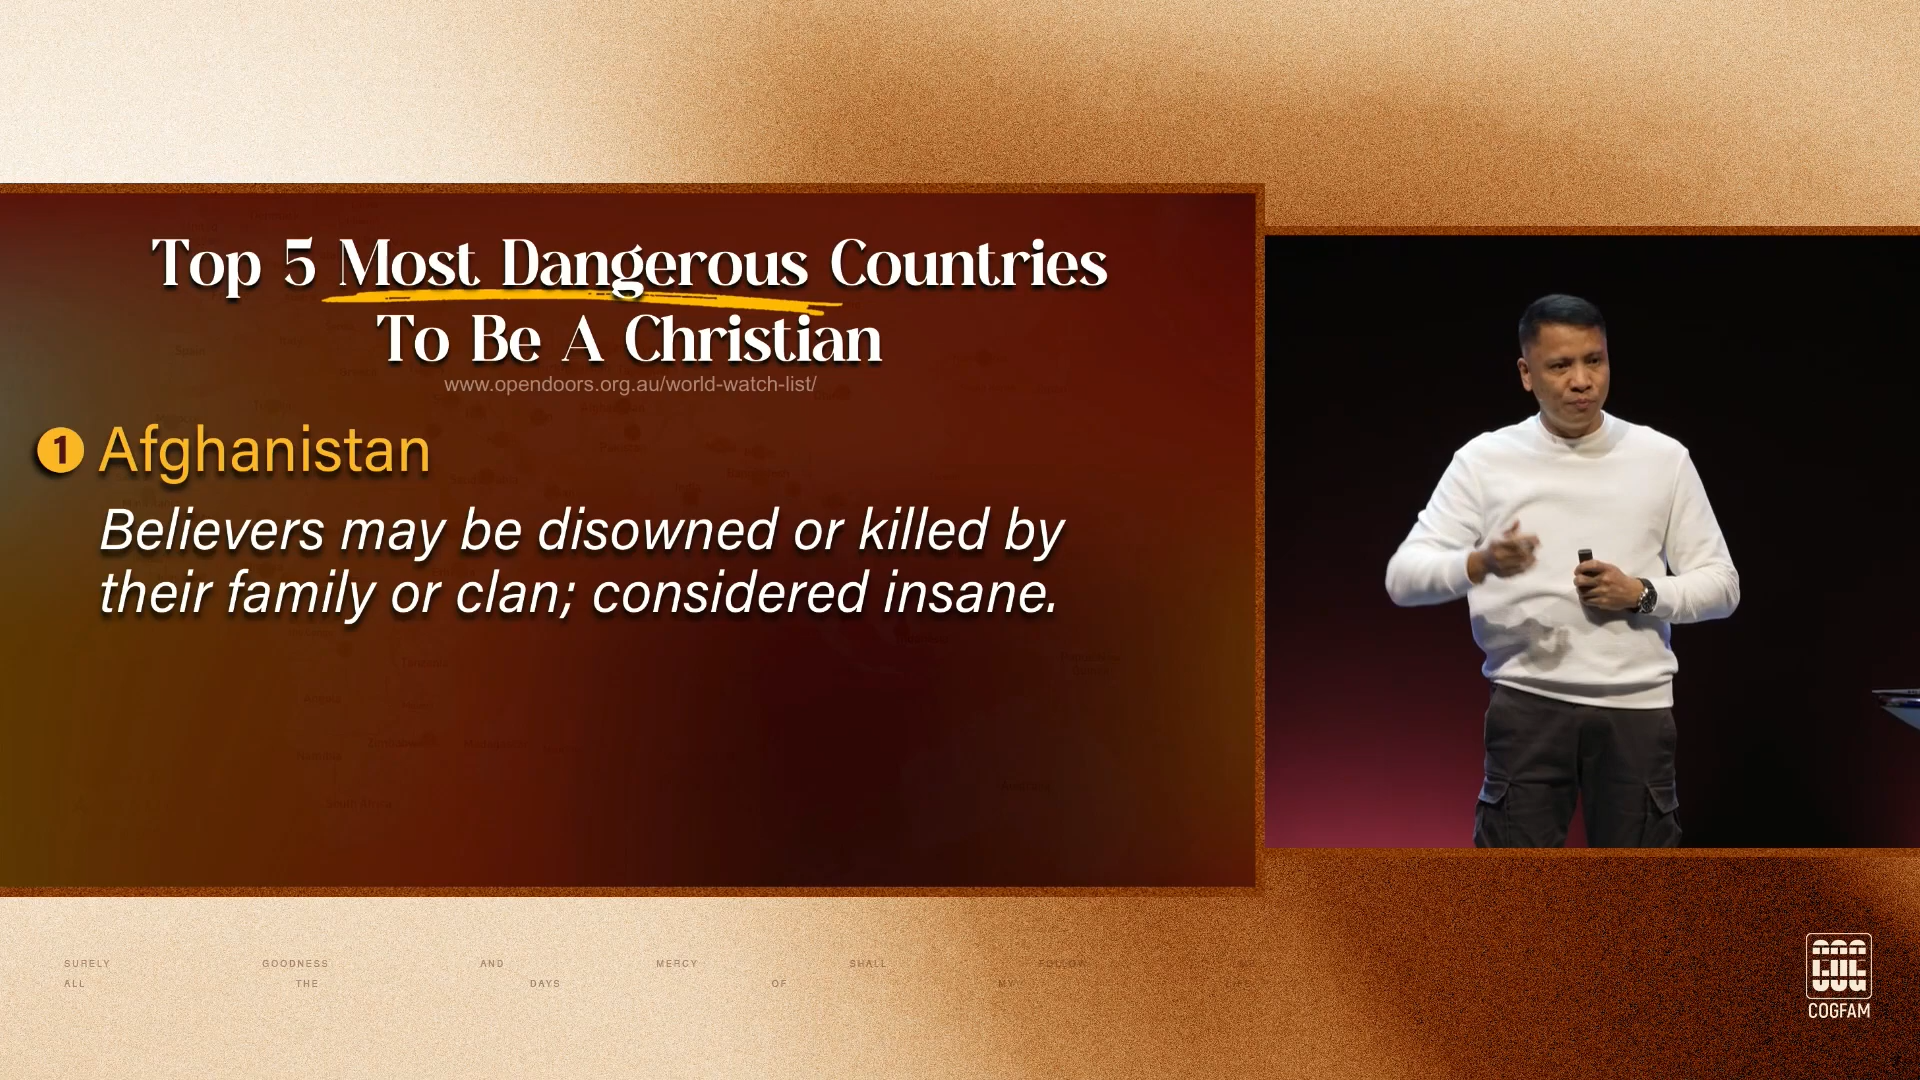 Top 5 Most Dangerous Countries
To Be A Christian
www.opendoors.org.au/world-watch-list/
1 Afghanistan
Believers may be disowned or killed by
their family or clan; considered insane.
SURELY GOODNESS AND MERCY SHALL FOLLOW
ALL THE DAYS OF MY
COGFAM